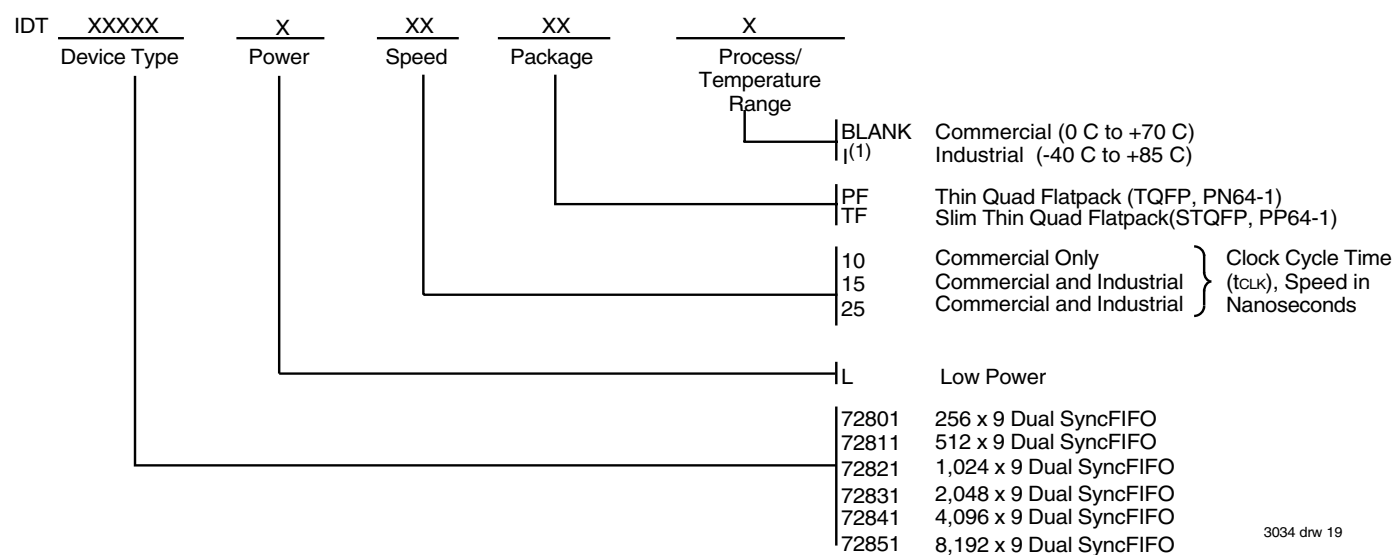 IDT XXXXX X XX XX X
Device Type Power Speed Package Process/
Temperature
Range
BLANK Commercial (0 C to +70 C)
I(1) Industrial (-40 C to +85 C)
PF Thin Quad Flatpack (TQFP, PN64-1)
TF Slim Thin Quad Flatpack(STQFP, PP64-1)
10 Commercial Only Clock Cycle Time
15 Commercial and Industrial (tCLK), Speed in
25 Commercial and Industrial Nanoseconds
L Low Power
72801 256 x 9 Dual SyncFIFO
72811 512 x 9 Dual SyncFIFO
72821 1,024 x 9 Dual SyncFIFO
72831 2,048 x 9 Dual SyncFIFO
72841 4,096 x 9 Dual SyncFIFO
72851 8,192 x 9 Dual SyncFIFO
3034 drw 19